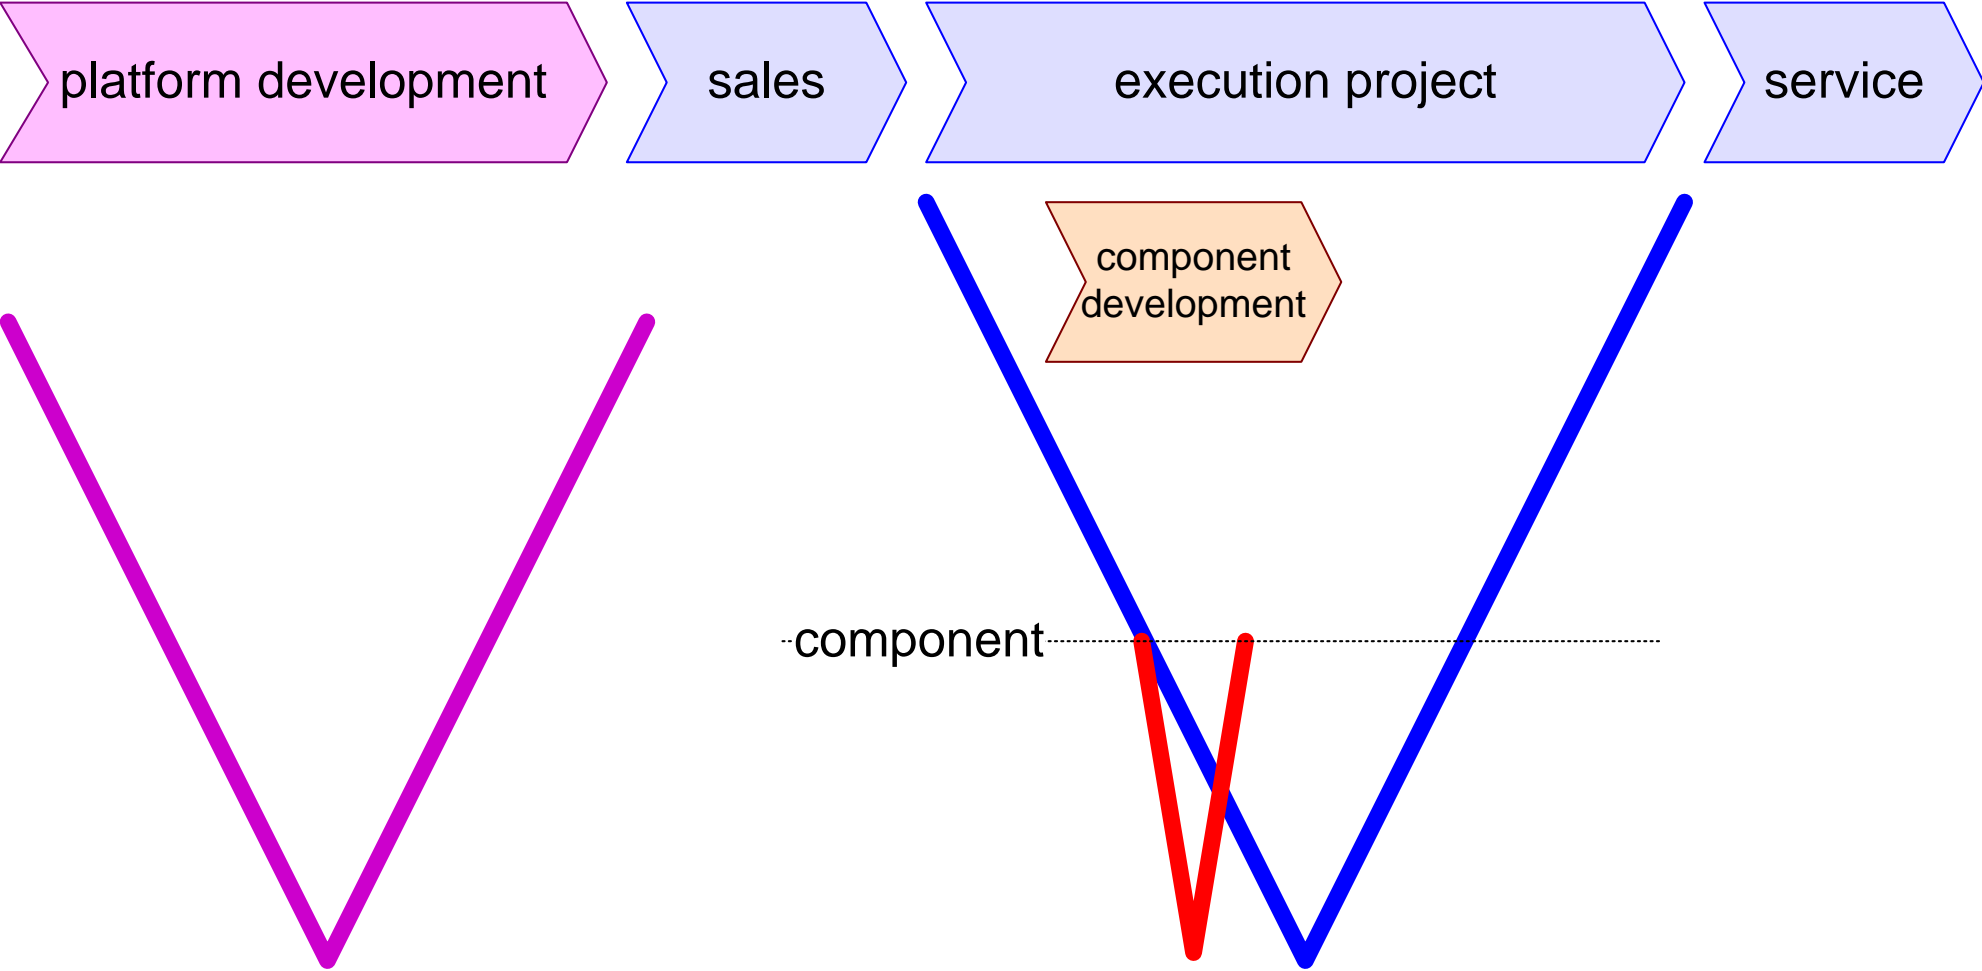 platform development
sales
execution project
service
component
development
component